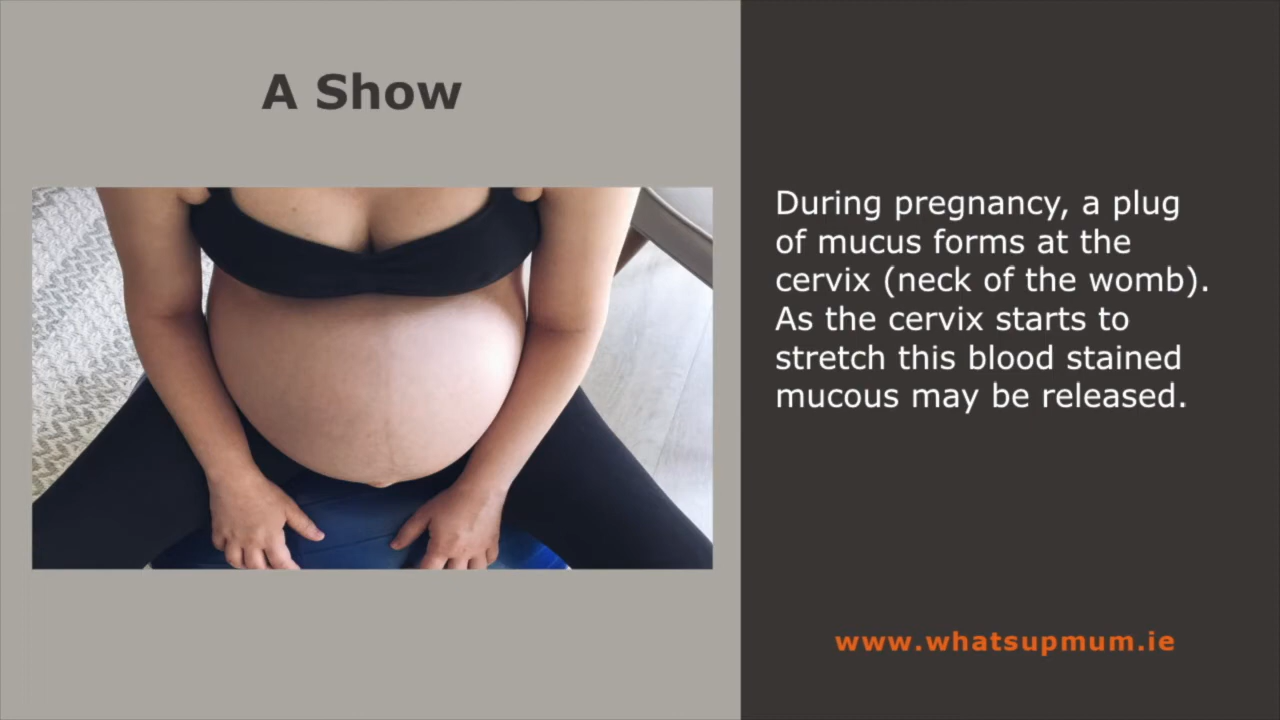 A Show
During pregnancy, a plug
of mucus forms at the
cervix (neck of the womb).
As the cervix starts to
stretch this blood stained
mucous may be released.
www.whatsupmum.ie